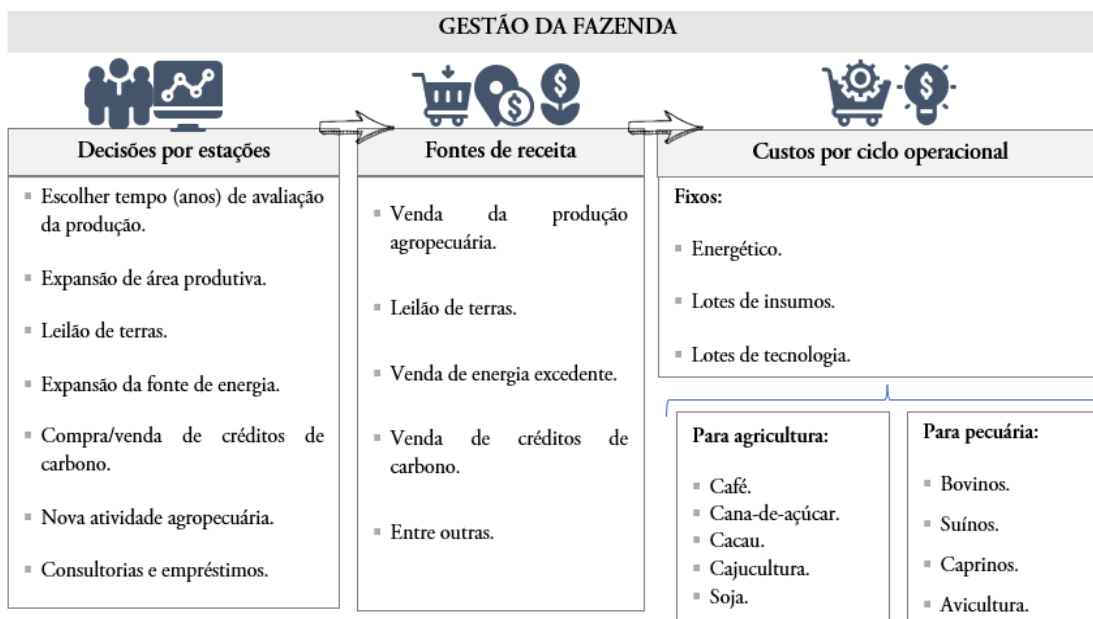 GESTÃO DA FAZENDA
Decisões por estações
Escolher tempo (anos) de avaliação
da produção.
Expansão de área produtiva.
Leilão de terras.
Expansão da fonte de energia.
Compra/venda de créditos de
carbono.
Nova atividade agropecuária.
Consultorias e empréstimos.
Fontes de receita
Venda da produção
agropecuária.
Leilão de terras.
Venda de energia excedente.
Venda de créditos de
carbono.
Entre outras.
Custos por ciclo operacional
Fixos:
Energético.
Lotes de insumos.
Lotes de tecnologia.
Para agricultura:
Café.
Cana-de-açúcar.
Cacau.
Cajucultura.
Soja.
Para pecuária:
Bovinos.
Suínos.
Caprinos.
Avicultura.